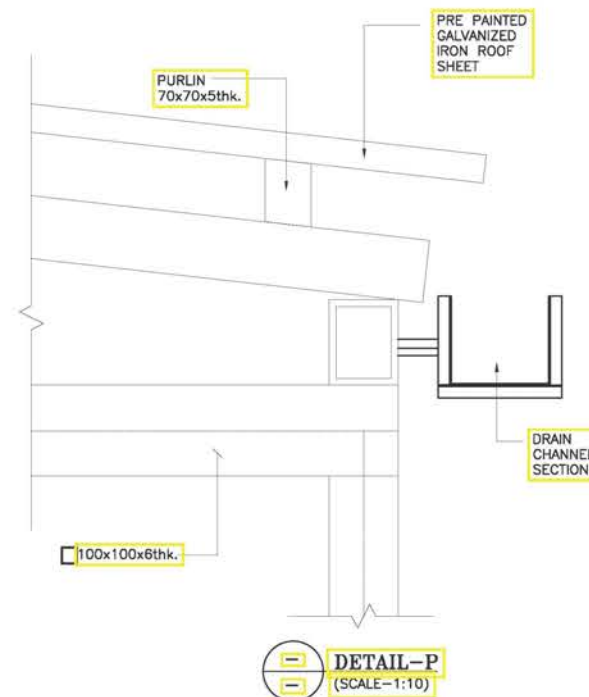 PRE PAINTED
GALVANIZED
IRON ROOF
SHEET
PURLIN
70x70x5thk.
DRAIN
CHANNEL
SECTION
100x100x6thk.
-
-
DETAIL-P
(SCALE-1:10)